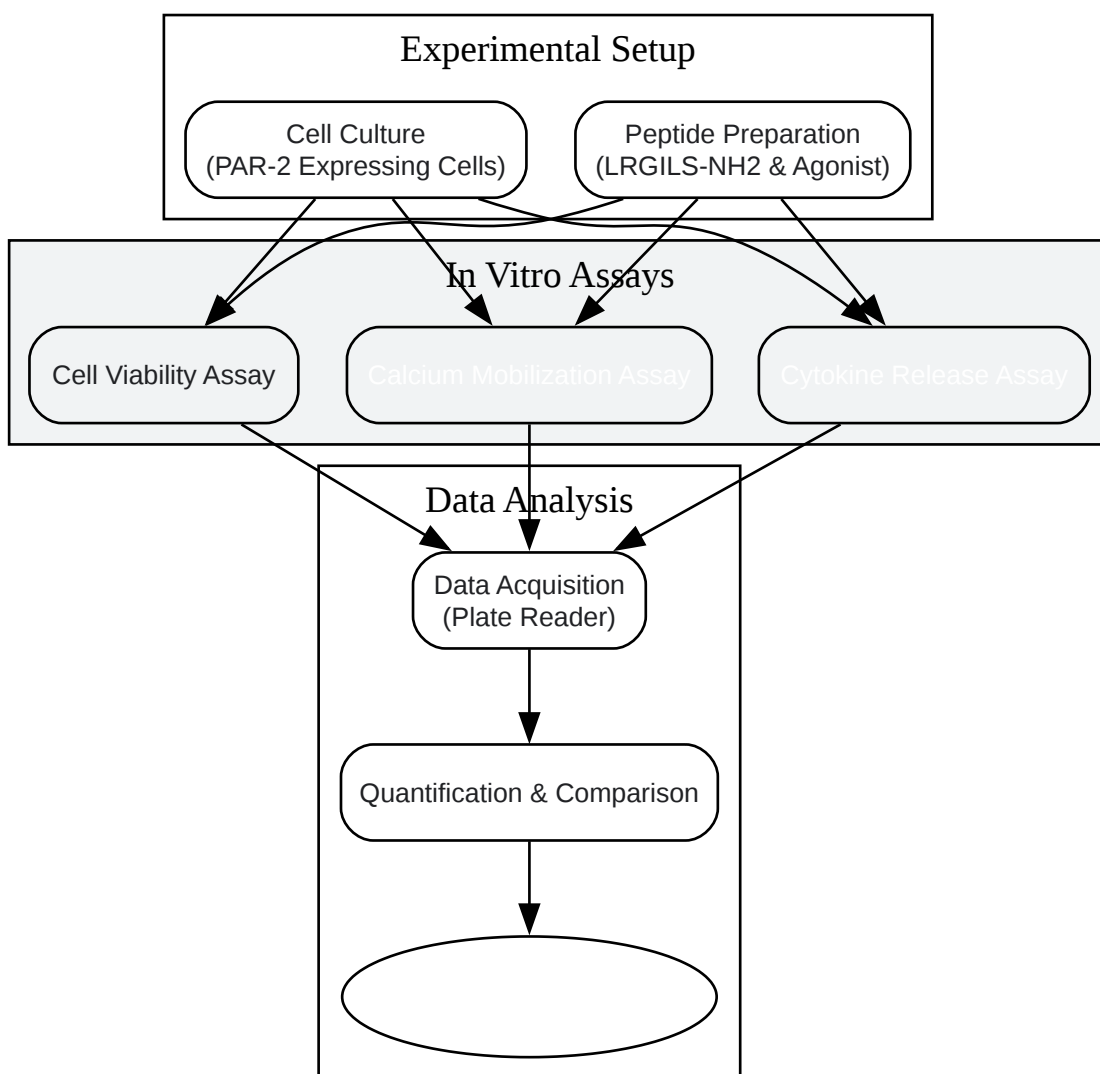 Experimental Setup
Cell Culture
(PAR-2 Expressing Cells)
Peptide Preparation
(LRGILS-NH2 & Agonist)
In Vitro Assays
Cell Viability Assay
Calcium Mobilization Assay
Cytokine Release Assay
Data Analysis
Data Acquisition
(Plate Reader)
Quantification & Comparison